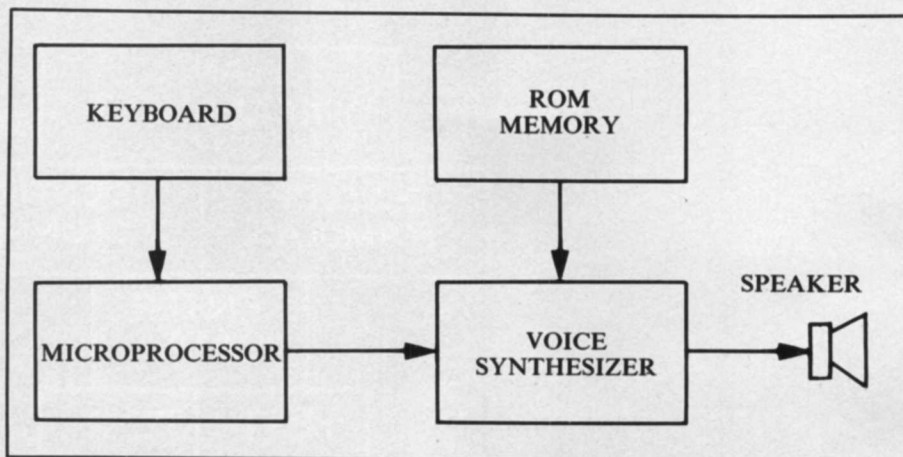 KEYBOARD
ROM
MEMORY
SPEAKER
MICROPROCESSOR
VOICE
SYNTHESIZER